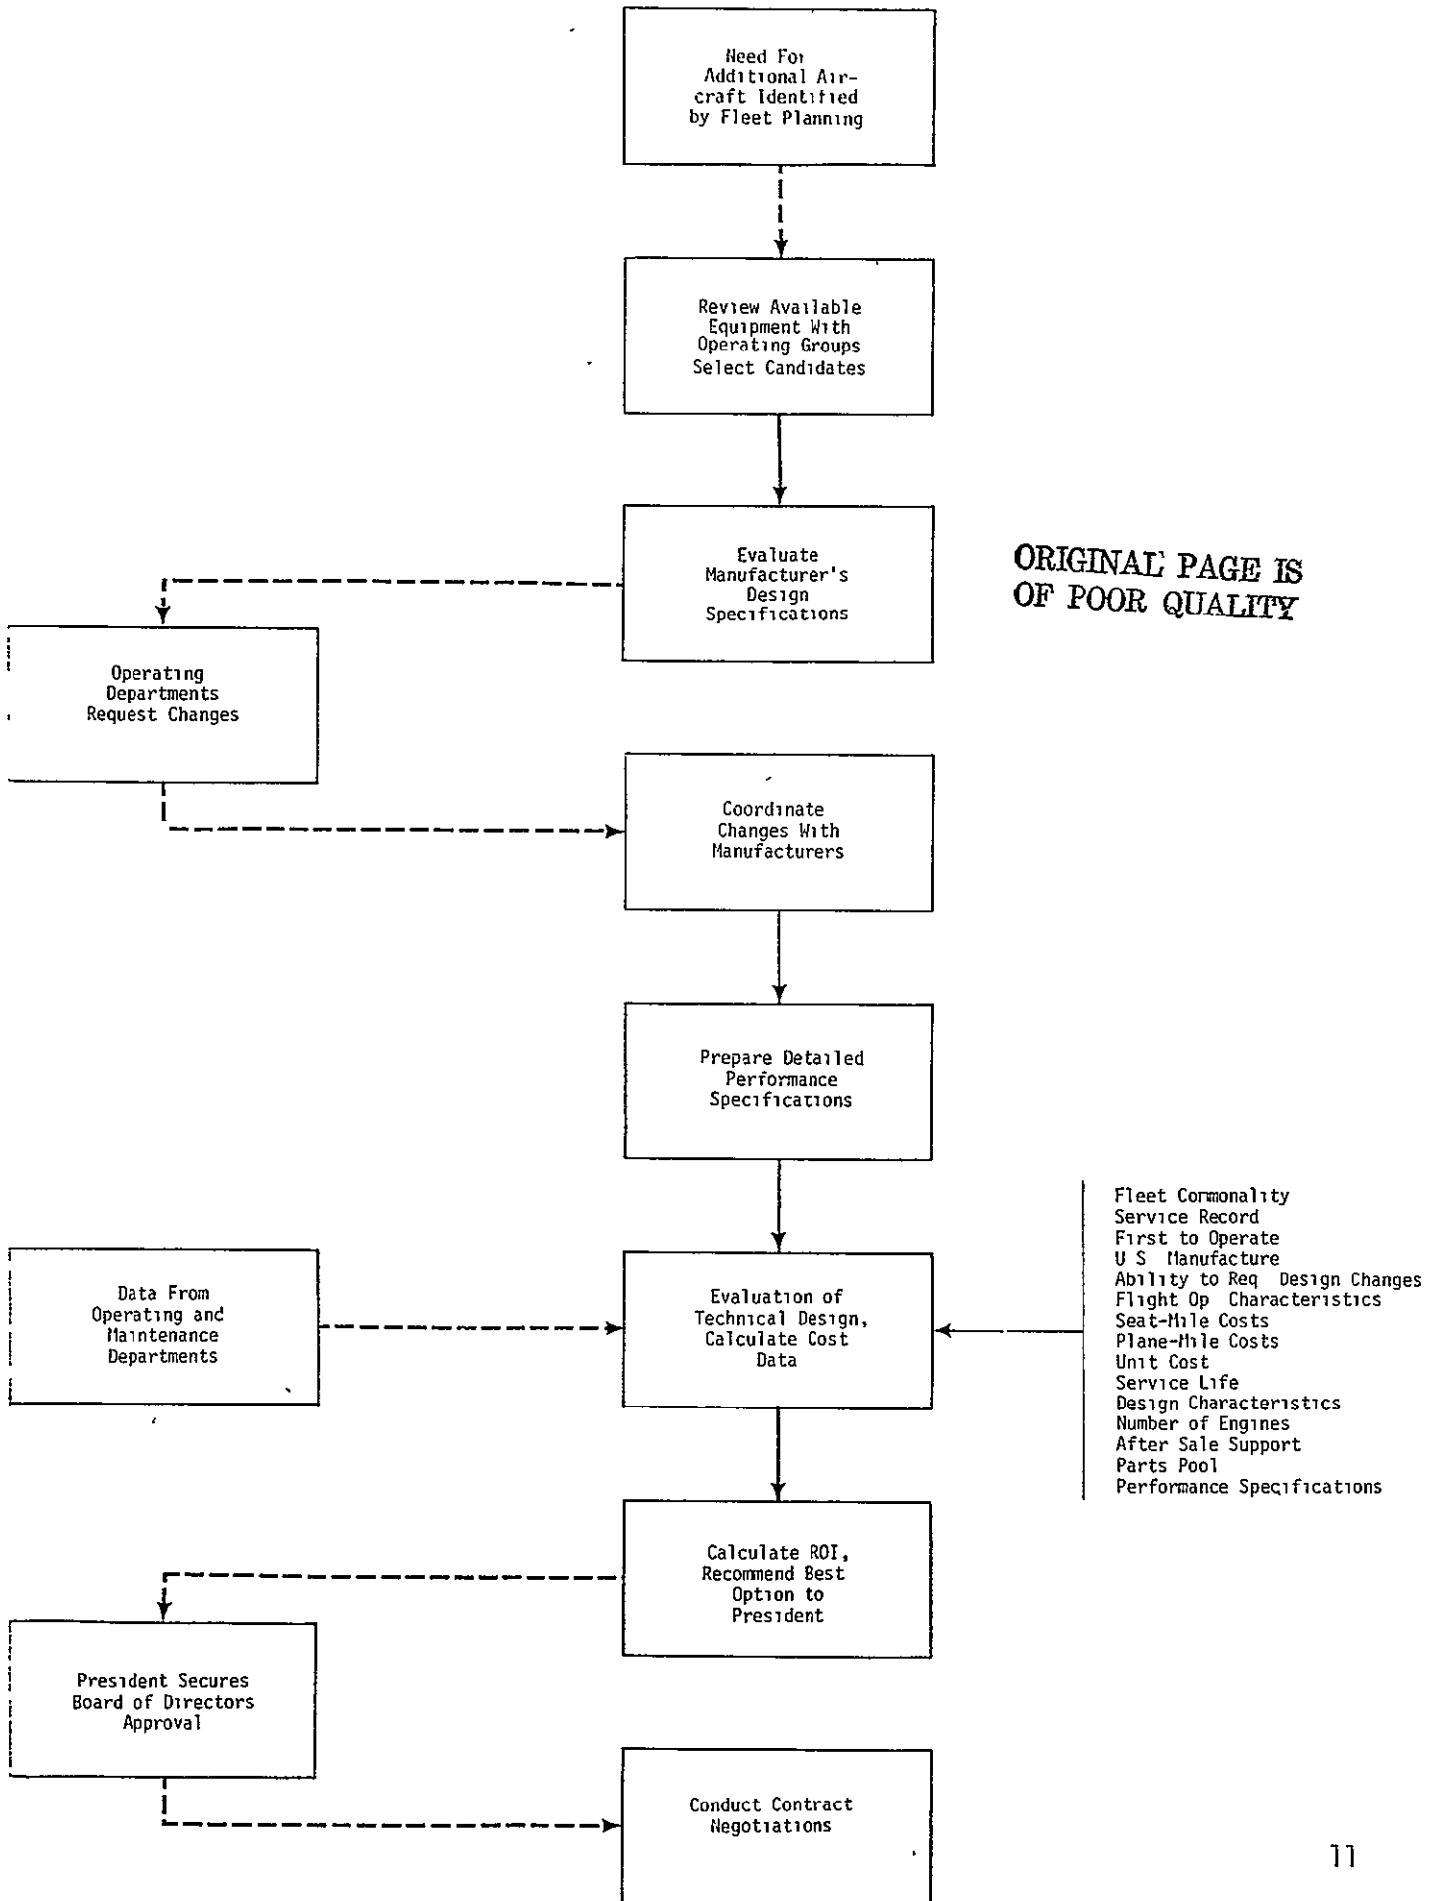 Need For
Additional Air-
craft Identified
by Fleet Planning
Review Available
Equipment With
Operating Groups
Select Candidates
Evaluate
Manufacturer's
Design
Specifications
ORIGINAL PAGE IS
OF POOR QUALITY
Operating
Departments
Request Changes
Coordinate
Changes With
Manufacturers
Prepare Detailed
Performance
Specifications
Data From
Operating and
Maintenance
Departments
Evaluation of
Technical Design,
Calculate Cost
Data
Fleet Commonality
Service Record
First to Operate
U S Manufacture
Ability to Req Design Changes
Flight Op Characteristics
Seat-Mile Costs
Plane-Mile Costs
Unit Cost
Service Life
Design Characteristics
Number of Engines
After Sale Support
Parts Pool
Performance Specifications
Calculate ROI,
Recommend Best
Option to
President
President Secures
Board of Directors
Approval
Conduct Contract
Negotiations
11